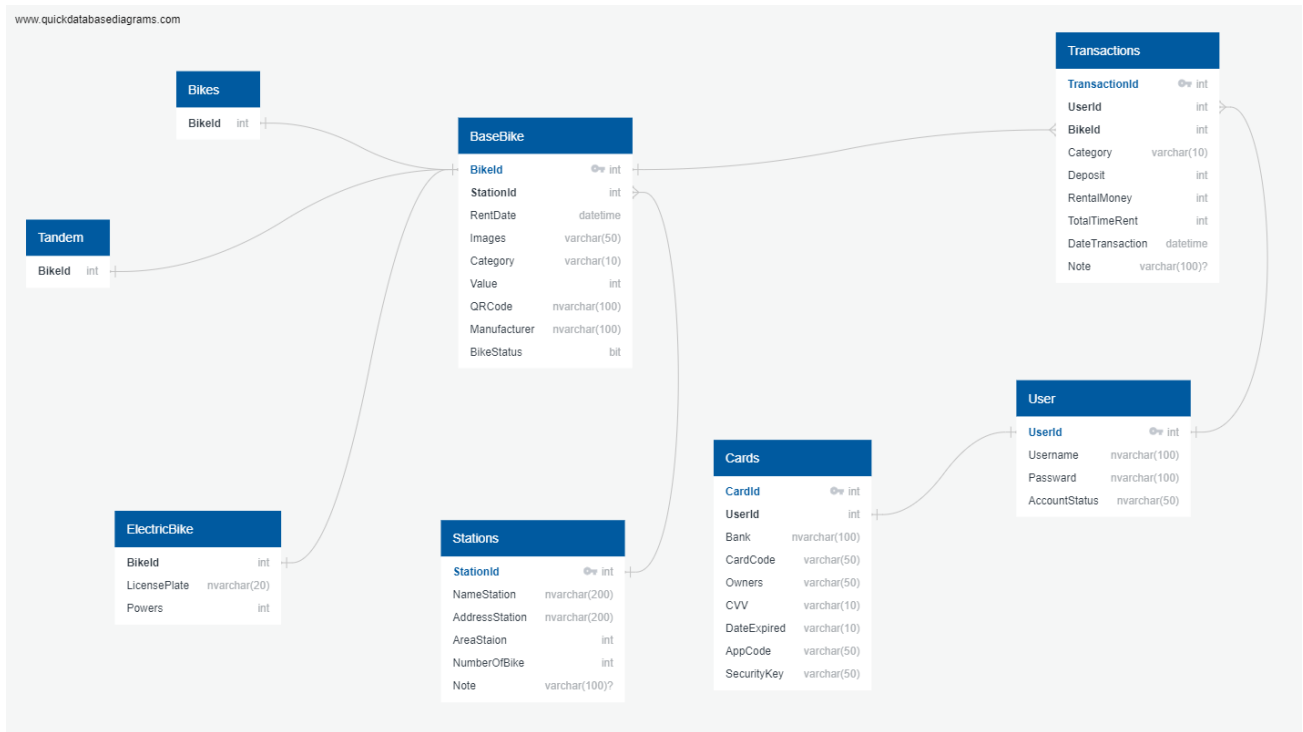 www.quickdatabasediagrams.com
Bikes
BikeId int
Tandem
BikeId int
ElectricBike
BikeId int
LicensePlate nvarchar(20)
Powers int
BaseBike
BikeId int
StationId int
RentDate datetime
Images varchar(50)
Category varchar(10)
Value int
QRCode nvarchar(100)
Manufacturer nvarchar(100)
BikeStatus bit
Stations
StationId int
NameStation nvarchar(200)
AddressStation nvarchar(200)
AreaStaion int
NumberOfBike int
Note varchar(100)?
Cards
CardId int
UserId int
Bank nvarchar(100)
CardCode varchar(50)
Owners varchar(50)
CVV varchar(10)
DateExpired varchar(10)
AppCode varchar(50)
SecurityKey varchar(50)
Transactions
TransactionId int
UserId int
BikeId int
Category varchar(10)
Deposit int
RentalMoney int
TotalTimeRent int
DateTransaction datetime
Note varchar(100)?
User
UserId int
Username nvarchar(100)
Passward nvarchar(100)
AccountStatus nvarchar(50)